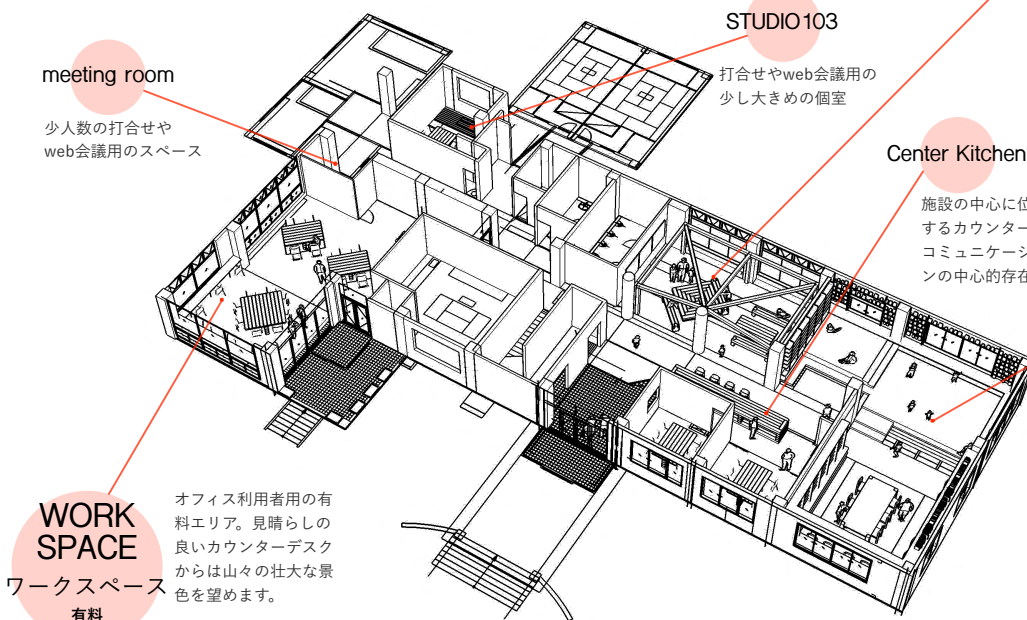 STUDIO103
打合せやweb会議用の
少し大きめの個室
meeting room
少人数の打合せや
web会議用のスペース
Center Kitchen
施設の中心に位
するカウンター
コミュニケーシ
ンの中心的存在
WORK
SPACE
ワークスペース
有料
オフィス利用者用の有
料エリア。見晴らしの
良いカウンターデスク
からは山々の壮大な景
色を望めます。